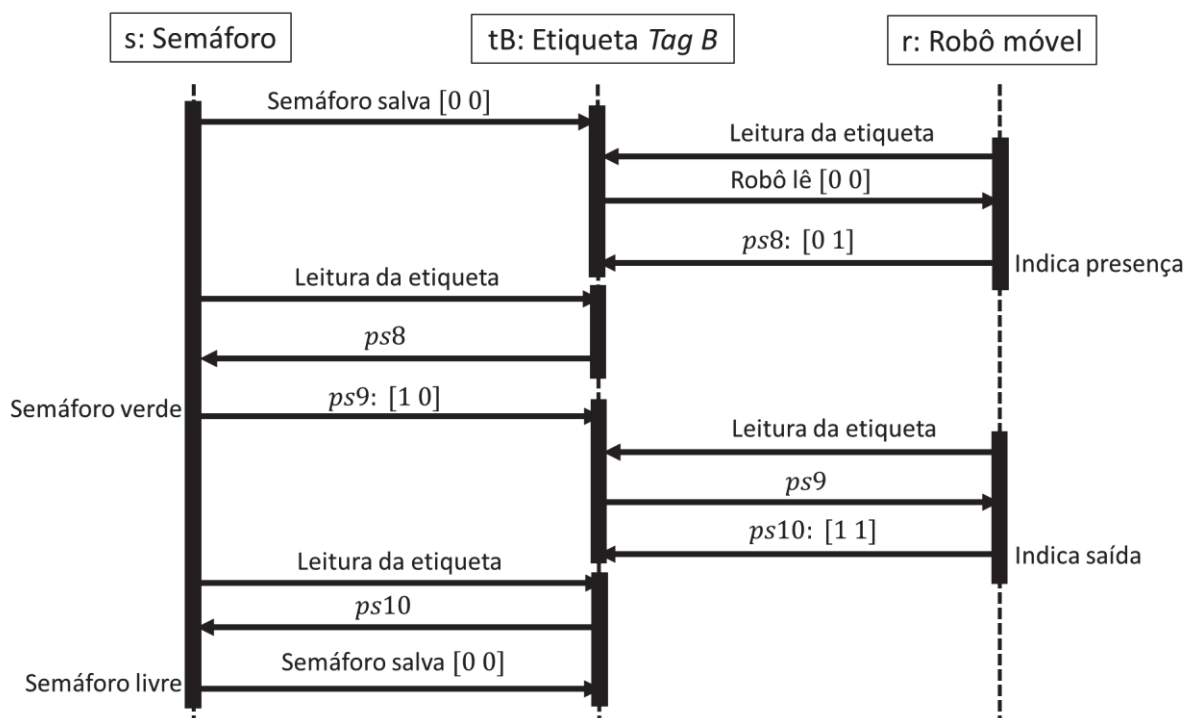 s: Semáforo
tB: Etiqueta Tag B
r: Robô móvel
Semáforo salva [0 0]
Leitura da etiqueta
Robô lê [0 0]
ps8: [0 1]
Indica presença
Leitura da etiqueta
ps8
ps9: [1 0]
Semáforo verde
Leitura da etiqueta
ps9
ps10: [1 1]
Indica saída
Leitura da etiqueta
ps10
Semáforo salva [0 0]
Semáforo livre